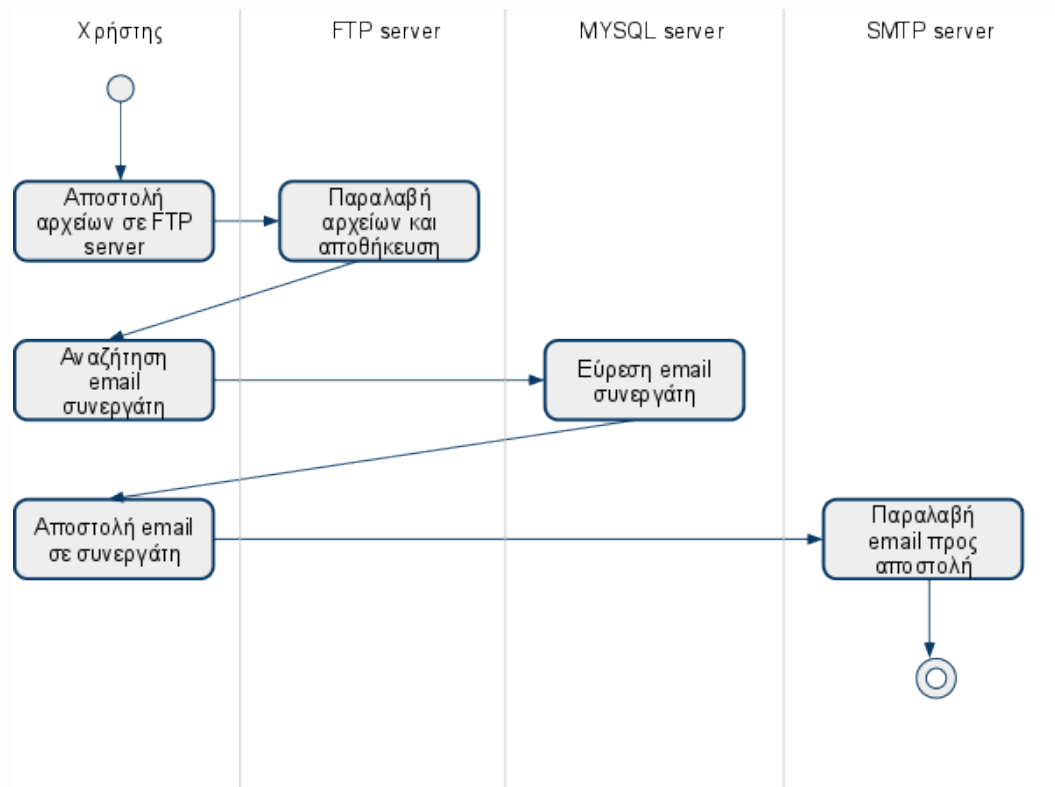 Χρήστης
FTP server
MYSQL server
SMTP server
Αποστολή
αρχείων σε FTP
server
Παραλαβή
αρχείων και
αποθήκευση
Αναζήτηση
email
συνεργάτη
Εύρεση email
συνεργάτη
Αποστολή email
σε συνεργάτη
Παραλαβή
email προς
αποστολή